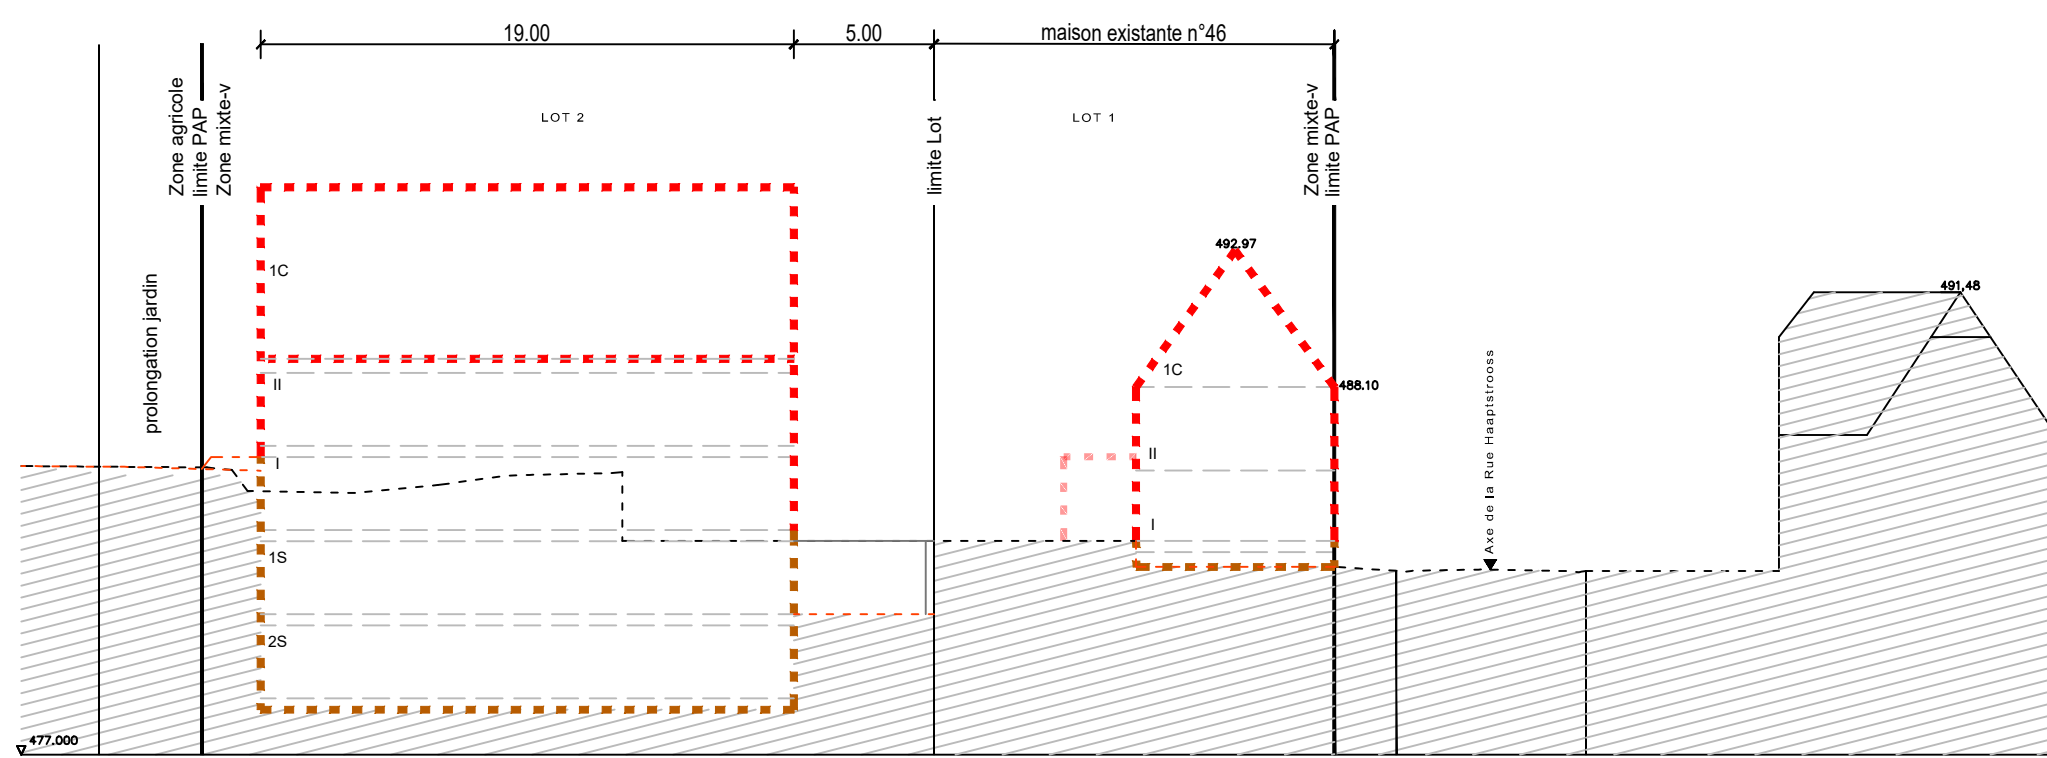 19.00
5.00
maison existante n°46
Zone agricole
limite PAP
Zone mixte-v
LOT 2
limite Lot
LOT 1
Zone mixte-v
limite PAP
prolongation jardin
1C
II
I
1S
2S
492.97
1C
488.10
II
I
Axe de la Rue Haaptstrooss
491,48
477.000